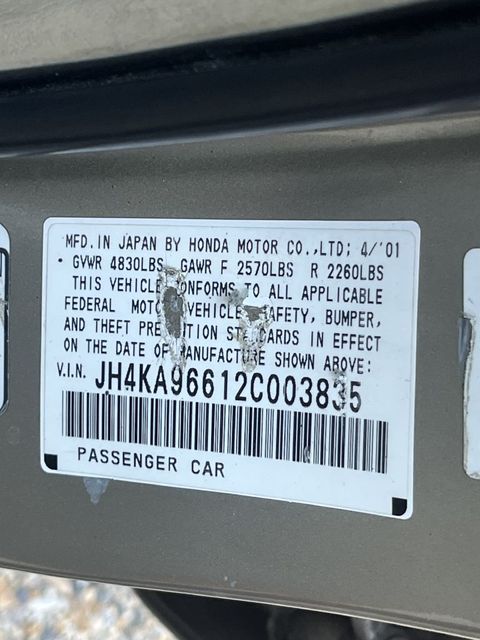 MFD. IN JAPAN BY HONDA MOTOR CO.,LTD; 4/'01
GVWR 4830LBS GAWR F 2570LBS R 2260LBS
THIS VEHICLE CONFORMS TO ALL APPLICABLE
FEDERAL MOTOR VEHICLE SAFETY, BUMPER,
AND THEFT PREVENTION STANDARDS IN EFFECT
ON THE DATE OF MANUFACTURE SHOWN ABOVE:
V.I.N. JH4KA96612C003835
PASSENGER CAR